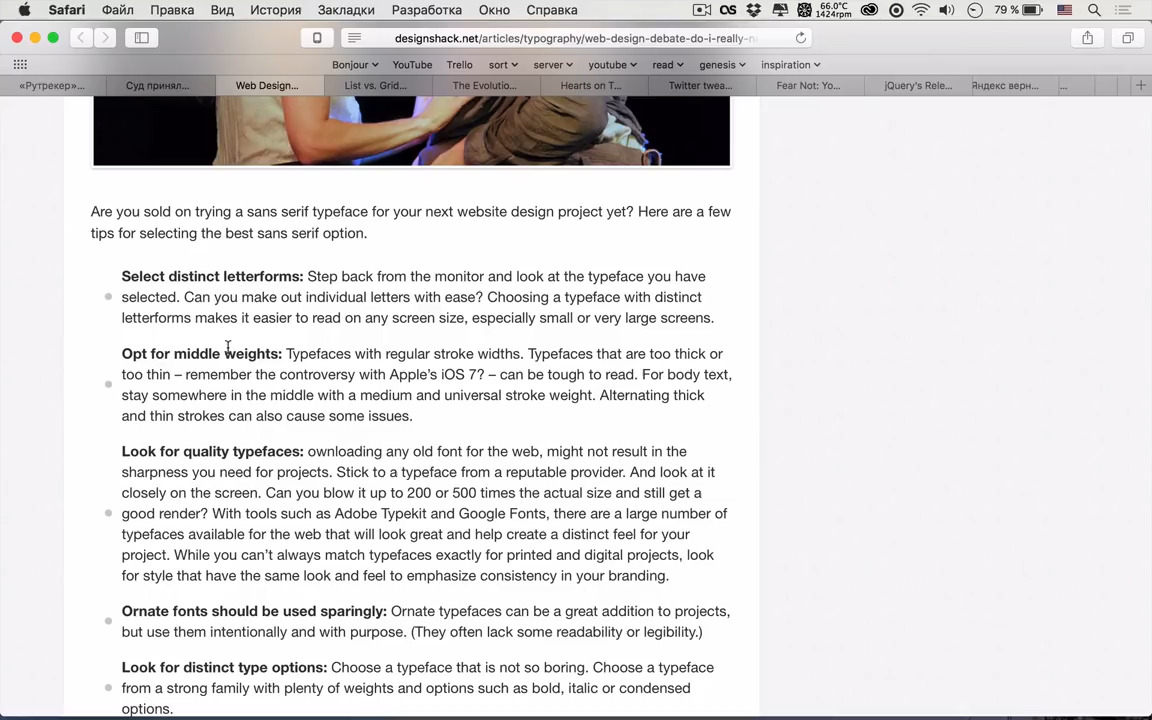 Safari Файл Правка Вид История Закладки Разработка Окно Справка 66.0°C 1424rpm 79 %
designshack.net/articles/typography/web-design-debate-do-i-really-n
Bonjour YouTube Trello sort server youtube read genesis inspiration
«Рутрекер»... Суд принял... Web Design... List vs. Grid... The Evolutio... Hearts on T... Twitter twea... Fear Not: Yo... jQuery's Rele... Яндекс верн... ...
Are you sold on trying a sans serif typeface for your next website design project yet? Here are a few
tips for selecting the best sans serif option.
Select distinct letterforms: Step back from the monitor and look at the typeface you have
selected. Can you make out individual letters with ease? Choosing a typeface with distinct
letterforms makes it easier to read on any screen size, especially small or very large screens.
Opt for middle weights: Typefaces with regular stroke widths. Typefaces that are too thick or
too thin – remember the controversy with Apple's iOS 7? – can be tough to read. For body text,
stay somewhere in the middle with a medium and universal stroke weight. Alternating thick
and thin strokes can also cause some issues.
Look for quality typefaces: ownloading any old font for the web, might not result in the
sharpness you need for projects. Stick to a typeface from a reputable provider. And look at it
closely on the screen. Can you blow it up to 200 or 500 times the actual size and still get a
good render? With tools such as Adobe Typekit and Google Fonts, there are a large number of
typefaces available for the web that will look great and help create a distinct feel for your
project. While you can't always match typefaces exactly for printed and digital projects, look
for style that have the same look and feel to emphasize consistency in your branding.
Ornate fonts should be used sparingly: Ornate typefaces can be a great addition to projects,
but use them intentionally and with purpose. (They often lack some readability or legibility.)
Look for distinct type options: Choose a typeface that is not so boring. Choose a typeface
from a strong family with plenty of weights and options such as bold, italic or condensed
options.